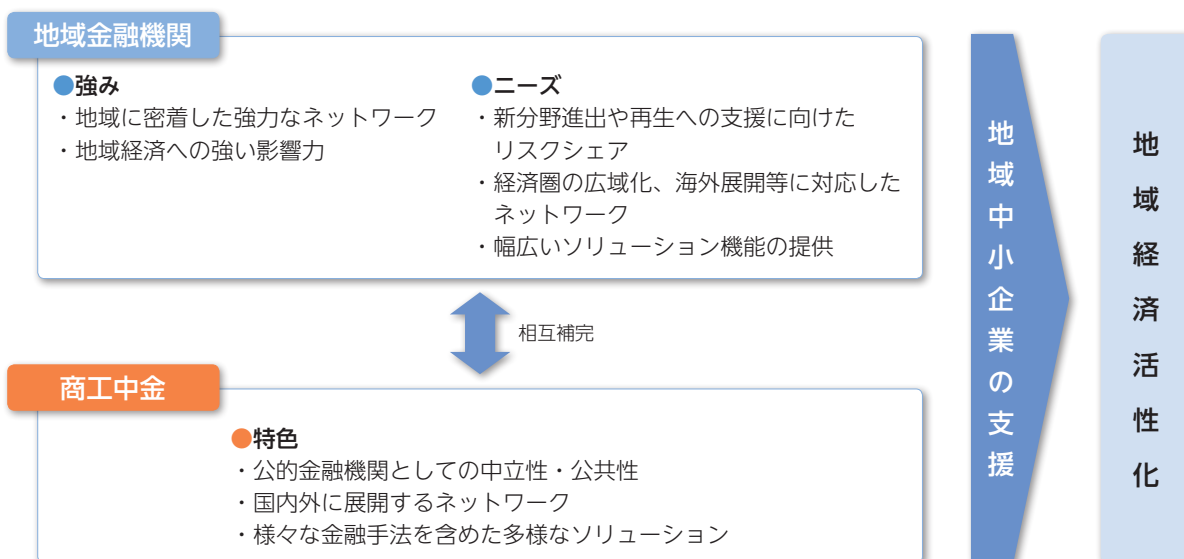 地域金融機関
●強み
・地域に密着した強力なネットワーク
・地域経済への強い影響力
●ニーズ
・新分野進出や再生への支援に向けた
リスクシェア
・経済圏の広域化、海外展開等に対応した
ネットワーク
・幅広いソリューション機能の提供
相互補完
商工中金
●特色
・公的金融機関としての中立性・公共性
・国内外に展開するネットワーク
・様々な金融手法を含めた多様なソリューション
地域中小企業の支援
地域経済活性化